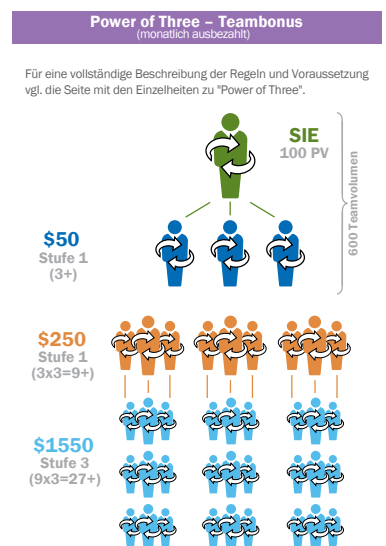 Power of Three – Teambonus
(monatlich ausbezahlt)
Für eine vollständige Beschreibung der Regeln und Voraussetzung
vgl. die Seite mit den Einzelheiten zu "Power of Three".
SIE
100 PV
600 Teamvolumen
$50
Stufe 1
(3+)
$250
Stufe 1
(3x3=9+)
$1550
Stufe 3
(9x3=27+)